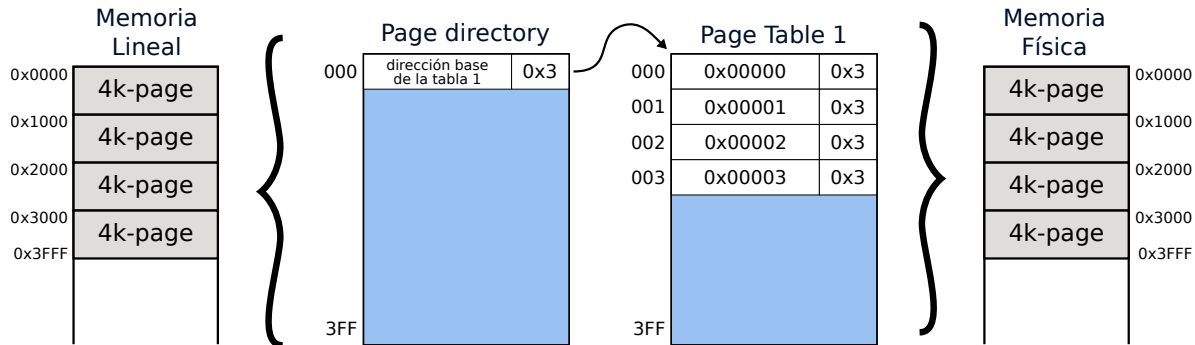 Memoria
Lineal
0x0000
4k-page
0x1000
4k-page
0x2000
4k-page
0x3000
4k-page
0x3FFF
Page directory
000
dirección base
de la tabla 1
0x3
3FF
Page Table 1
000 0x00000 0x3
001 0x00001 0x3
002 0x00002 0x3
003 0x00003 0x3
3FF
Memoria
Física
0x0000
4k-page
0x1000
4k-page
0x2000
4k-page
0x3000
4k-page
0x3FFF